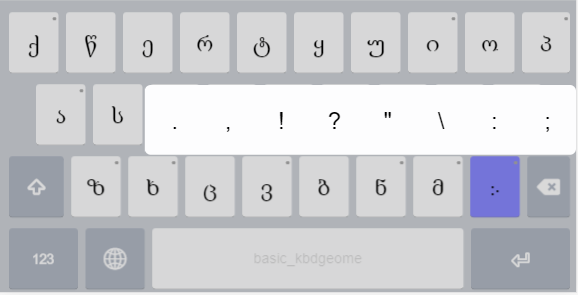 ქ წ ე რ ტ ყ უ ი ო პ
ა ს . , ! ? " \ : ;
ზ ხ ც ვ ბ ნ მ ჻
123 basic_kbdgeome